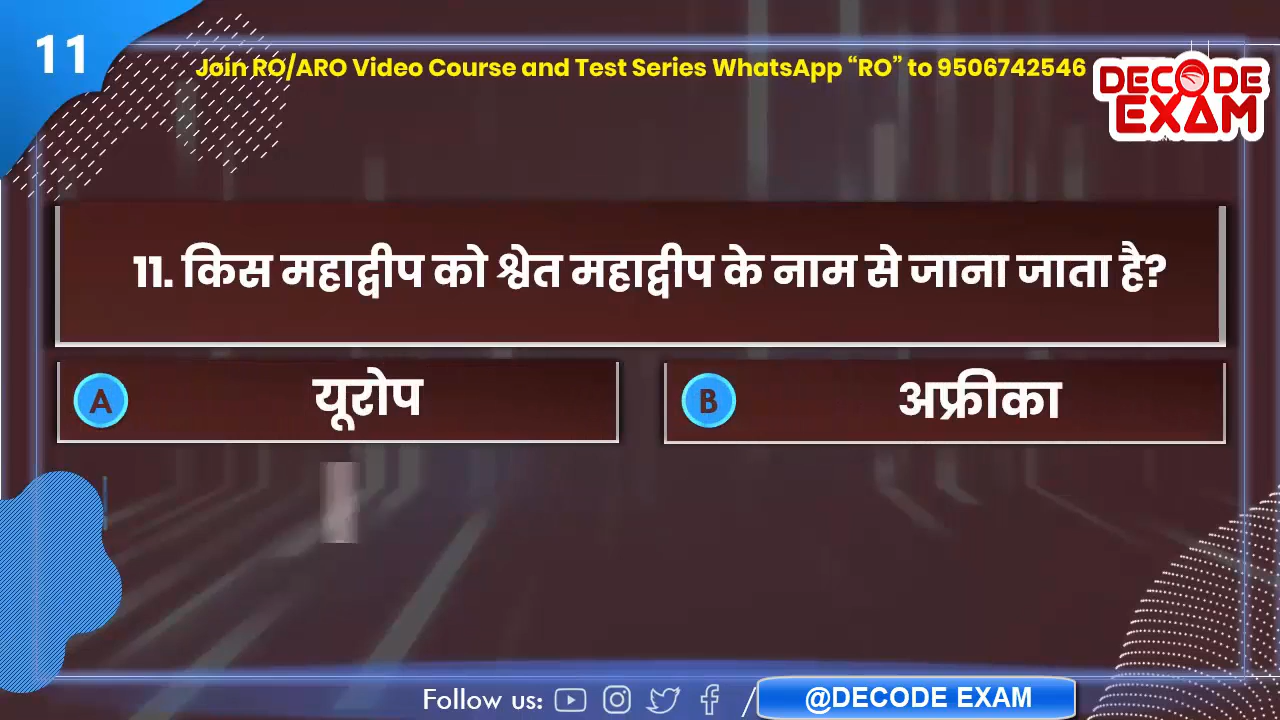 11
Join RO/ARO Video Course and Test Series WhatsApp “RO” to 9506742546
DECODE
EXAM
11. किस महाद्वीप को श्वेत महाद्वीप के नाम से जाना जाता है?
A यूरोप
B अफ्रीका
Follow us: / @DECODE EXAM